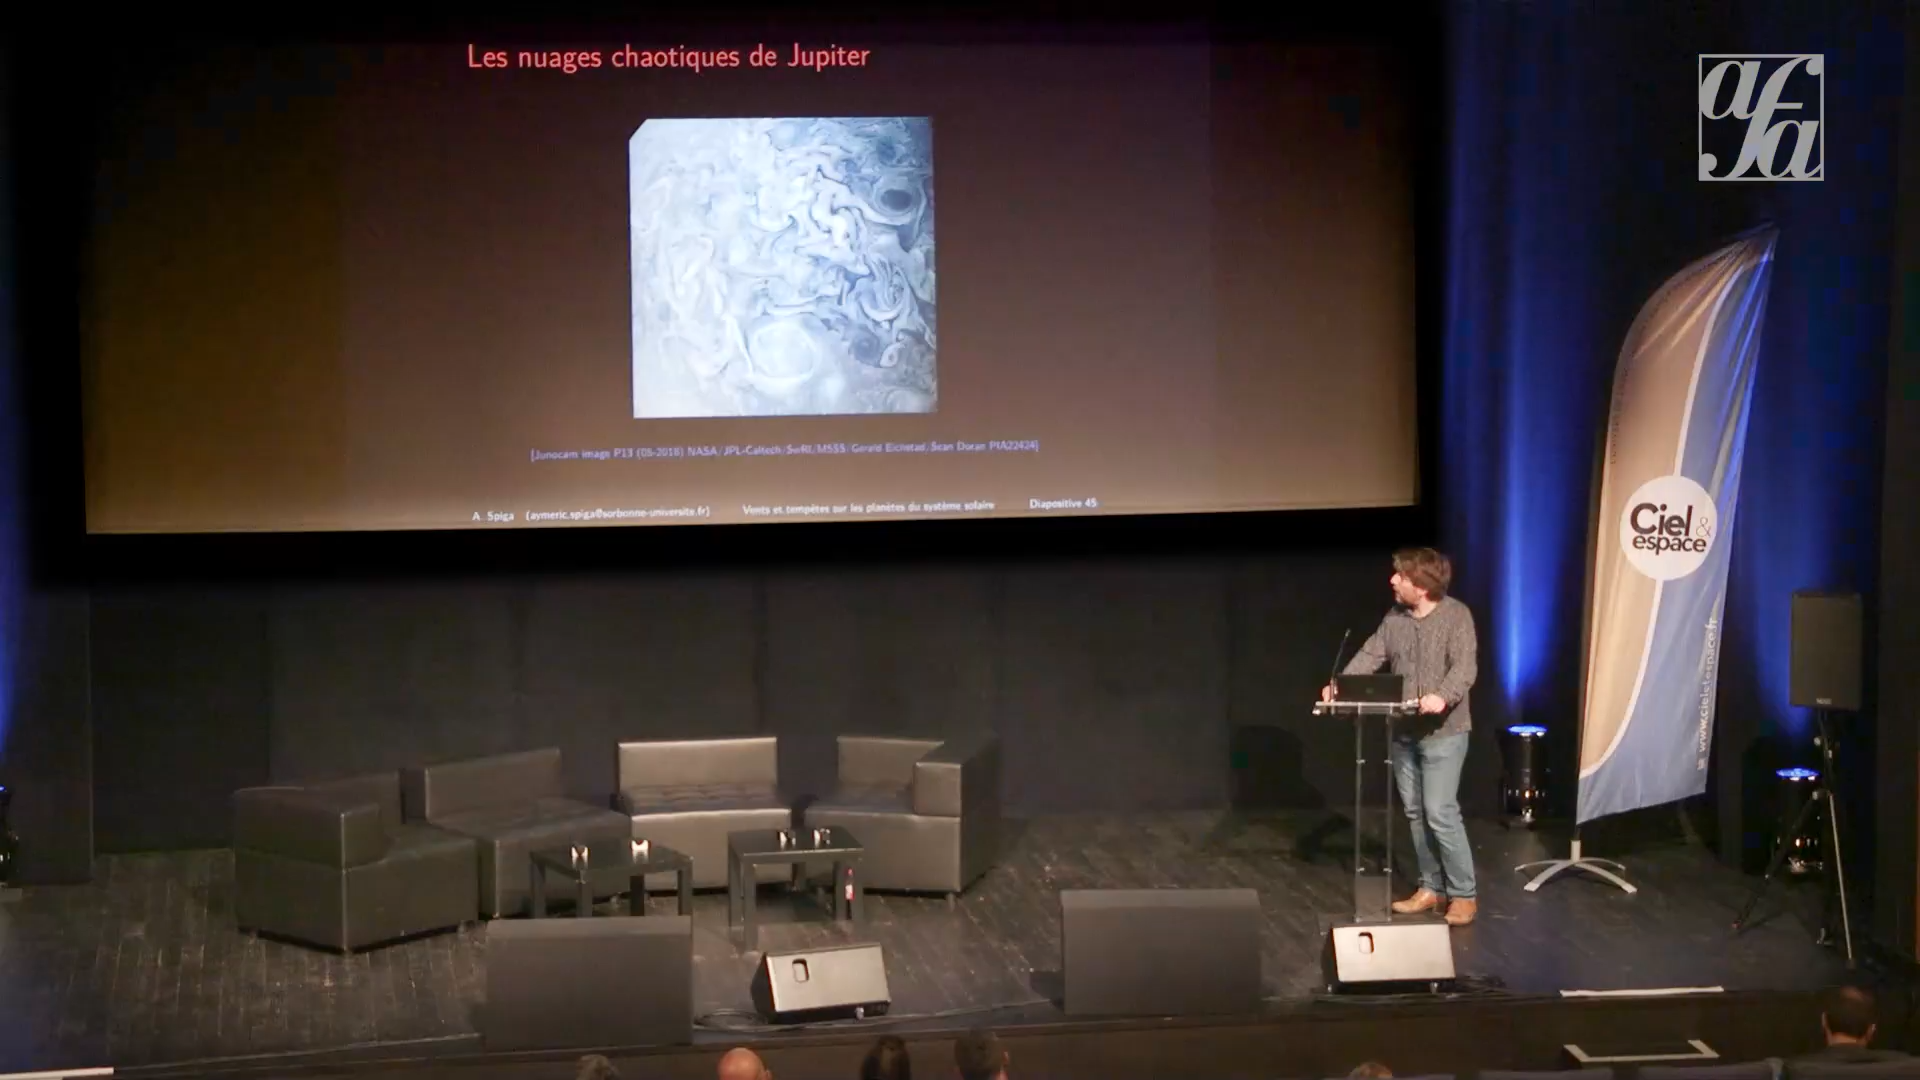 Les nuages chaotiques de Jupiter
afa
[Junocam image P13 (05-2018) NASA/JPL-Caltech/SwRI/MSSS/Gerald Eichstad/Sean Doran PIA22424]
A. Spiga (aymeric.spiga@sorbonne-universite.fr) Vents et tempêtes sur les planètes du système solaire Diapositive 45
Ciel &
espace
www.cieletespace.fr